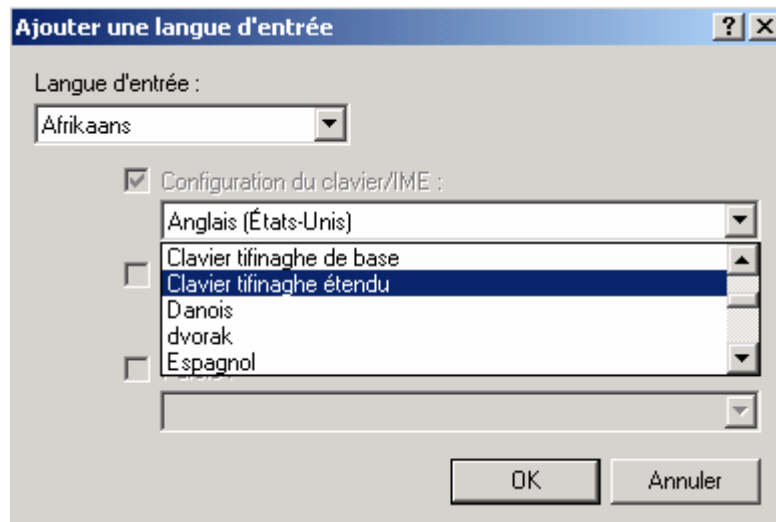 Ajouter une langue d'entrée
Langue d'entrée :
Afrikaans
Configuration du clavier/IME :
Anglais (États-Unis)
Clavier tifinaghe de base
Clavier tifinaghe étendu
Danois
dvorak
Espagnol
OK
Annuler